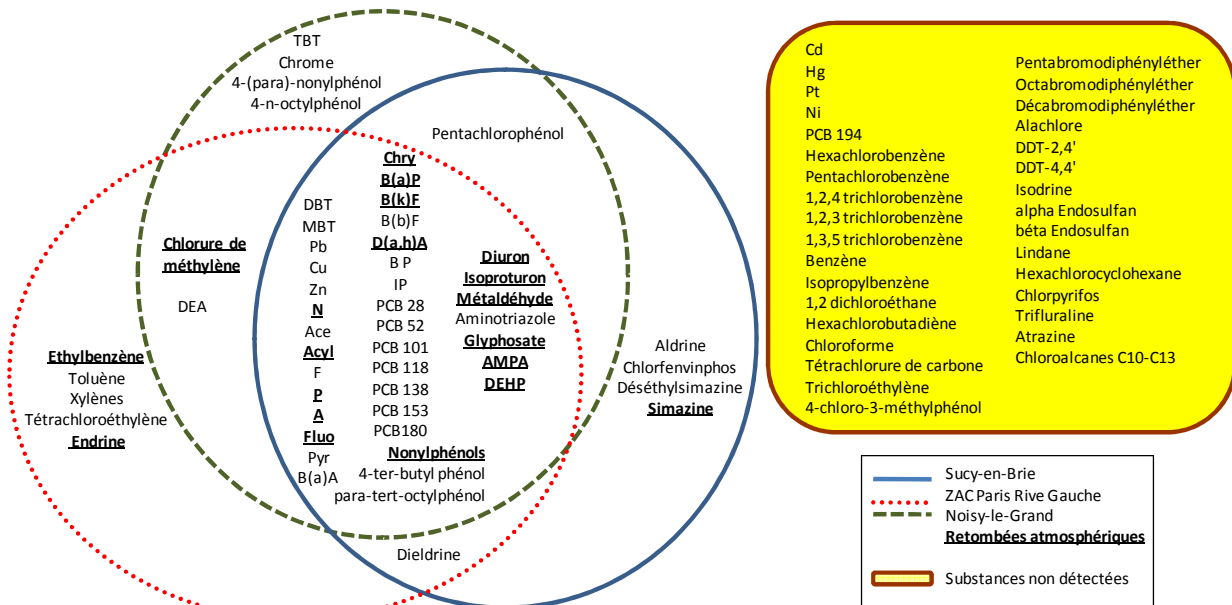 TBT
Chrome
4-(para)-nonylphénol
4-n-octylphénol
Pentachlorophénol
Chry
B(a)P
B(k)F
B(b)F
D(a,h)A
B P
IP
PCB 28
PCB 52
PCB 101
PCB 118
PCB 138
PCB 153
PCB180
DBT
MBT
Pb
Cu
Zn
N
Ace
Acyl
F
P
A
Fluo
Pyr
B(a)A
Nonylphénols
4-ter-butyl phénol
para-tert-octylphénol
Diuron
Isoproturon
Métaldéhyde
Aminotriazole
Glyphosate
AMPA
DEHP
Chlorure de
méthylène
DEA
Ethylbenzène
Toluène
Xylènes
Tétrachloroéthylène
Endrine
Aldrine
Chlorfenvinphos
Déséthylsimazine
Simazine
Dieldrine
Cd
Hg
Pt
Ni
PCB 194
Hexachlorobenzène
Pentachlorobenzène
1,2,4 trichlorobenzène
1,2,3 trichlorobenzène
1,3,5 trichlorobenzène
Benzène
Isopropylbenzène
1,2 dichloroéthane
Hexachlorobutadiène
Chloroforme
Tétrachlorure de carbone
Trichloroéthylène
4-chloro-3-méthylphénol
Pentabromodiphényléther
Octabromodiphényléther
Décabromodiphényléther
Alachlore
DDT-2,4'
DDT-4,4'
Isodrine
alpha Endosulfan
béta Endosulfan
Lindane
Hexachlorocyclohexane
Chlorpyrifos
Trifluraline
Atrazine
Chloroalcanes C10-C13
Sucy-en-Brie
ZAC Paris Rive Gauche
Noisy-le-Grand
Retombées atmosphériques
Substances non détectées